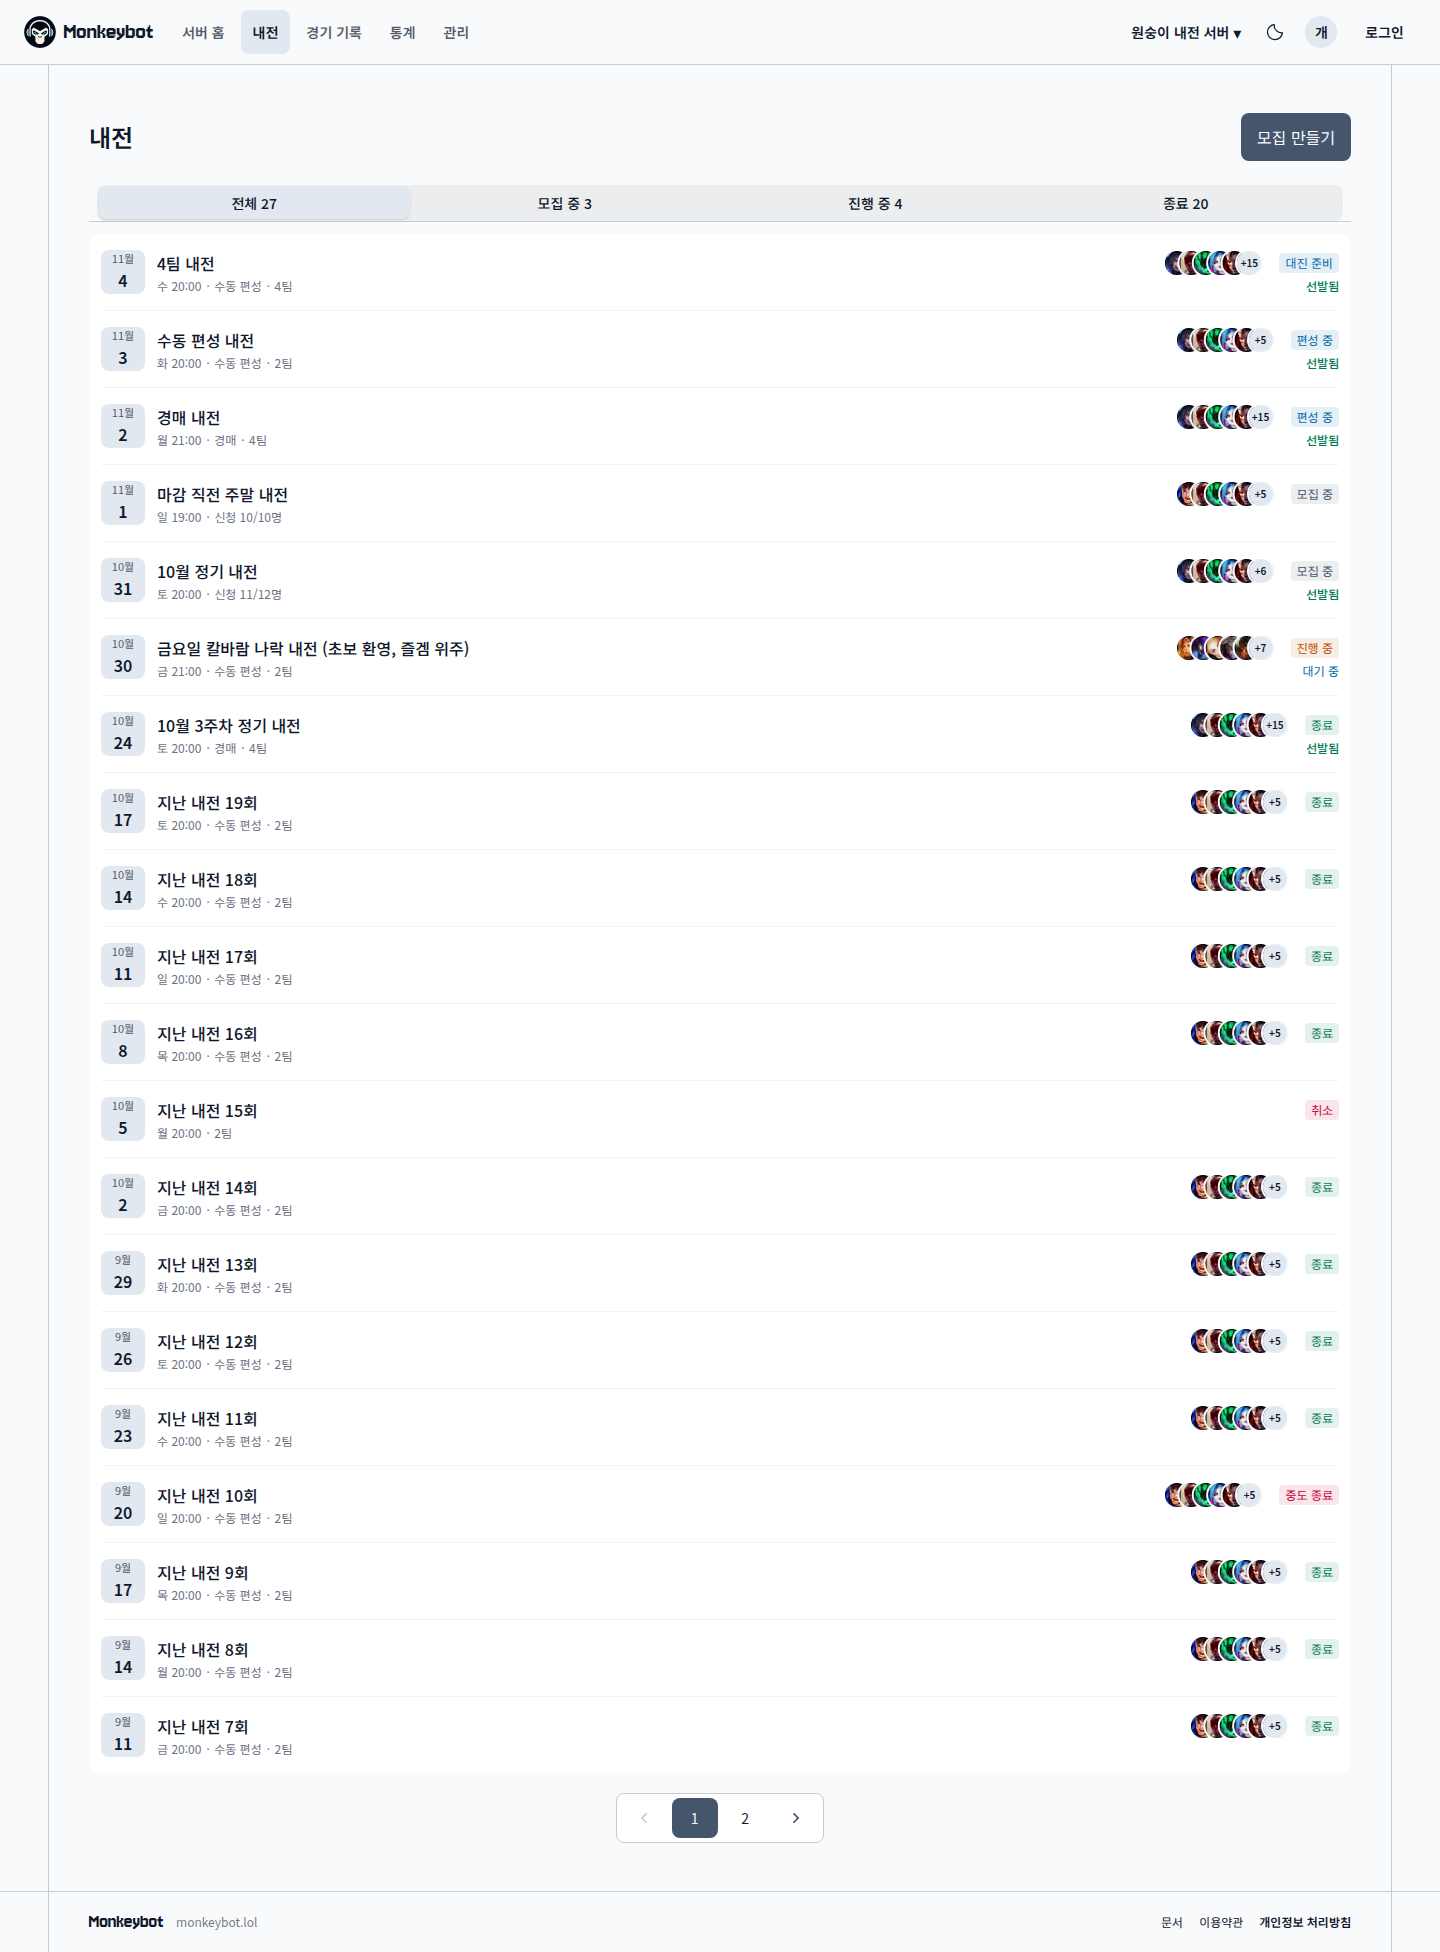 Monkeybot 서버 홈 내전 경기 기록 통계 관리 원숭이 내전 서버 ▾ 개 로그인
내전 모집 만들기
전체 27 모집 중 3 진행 중 4 종료 20
11월 4팀 내전 +15 대진 준비
4 수 20:00 · 수동 편성 · 4팀 선발됨
11월 수동 편성 내전 +5 편성 중
3 화 20:00 · 수동 편성 · 2팀 선발됨
11월 경매 내전 +15 편성 중
2 월 21:00 · 경매 · 4팀 선발됨
11월 마감 직전 주말 내전 +5 모집 중
1 일 19:00 · 신청 10/10명
10월 10월 정기 내전 +6 모집 중
31 토 20:00 · 신청 11/12명 선발됨
10월 금요일 칼바람 나락 내전 (초보 환영, 즐겜 위주) +7 진행 중
30 금 21:00 · 수동 편성 · 2팀 대기 중
10월 10월 3주차 정기 내전 +15 종료
24 토 20:00 · 경매 · 4팀 선발됨
10월 지난 내전 19회 +5 종료
17 토 20:00 · 수동 편성 · 2팀
10월 지난 내전 18회 +5 종료
14 수 20:00 · 수동 편성 · 2팀
10월 지난 내전 17회 +5 종료
11 일 20:00 · 수동 편성 · 2팀
10월 지난 내전 16회 +5 종료
8 목 20:00 · 수동 편성 · 2팀
10월 지난 내전 15회 취소
5 월 20:00 · 2팀
10월 지난 내전 14회 +5 종료
2 금 20:00 · 수동 편성 · 2팀
9월 지난 내전 13회 +5 종료
29 화 20:00 · 수동 편성 · 2팀
9월 지난 내전 12회 +5 종료
26 토 20:00 · 수동 편성 · 2팀
9월 지난 내전 11회 +5 종료
23 수 20:00 · 수동 편성 · 2팀
9월 지난 내전 10회 +5 중도 종료
20 일 20:00 · 수동 편성 · 2팀
9월 지난 내전 9회 +5 종료
17 목 20:00 · 수동 편성 · 2팀
9월 지난 내전 8회 +5 종료
14 월 20:00 · 수동 편성 · 2팀
9월 지난 내전 7회 +5 종료
11 금 20:00 · 수동 편성 · 2팀
1 2
Monkeybot monkeybot.lol 문서 이용약관 개인정보 처리방침